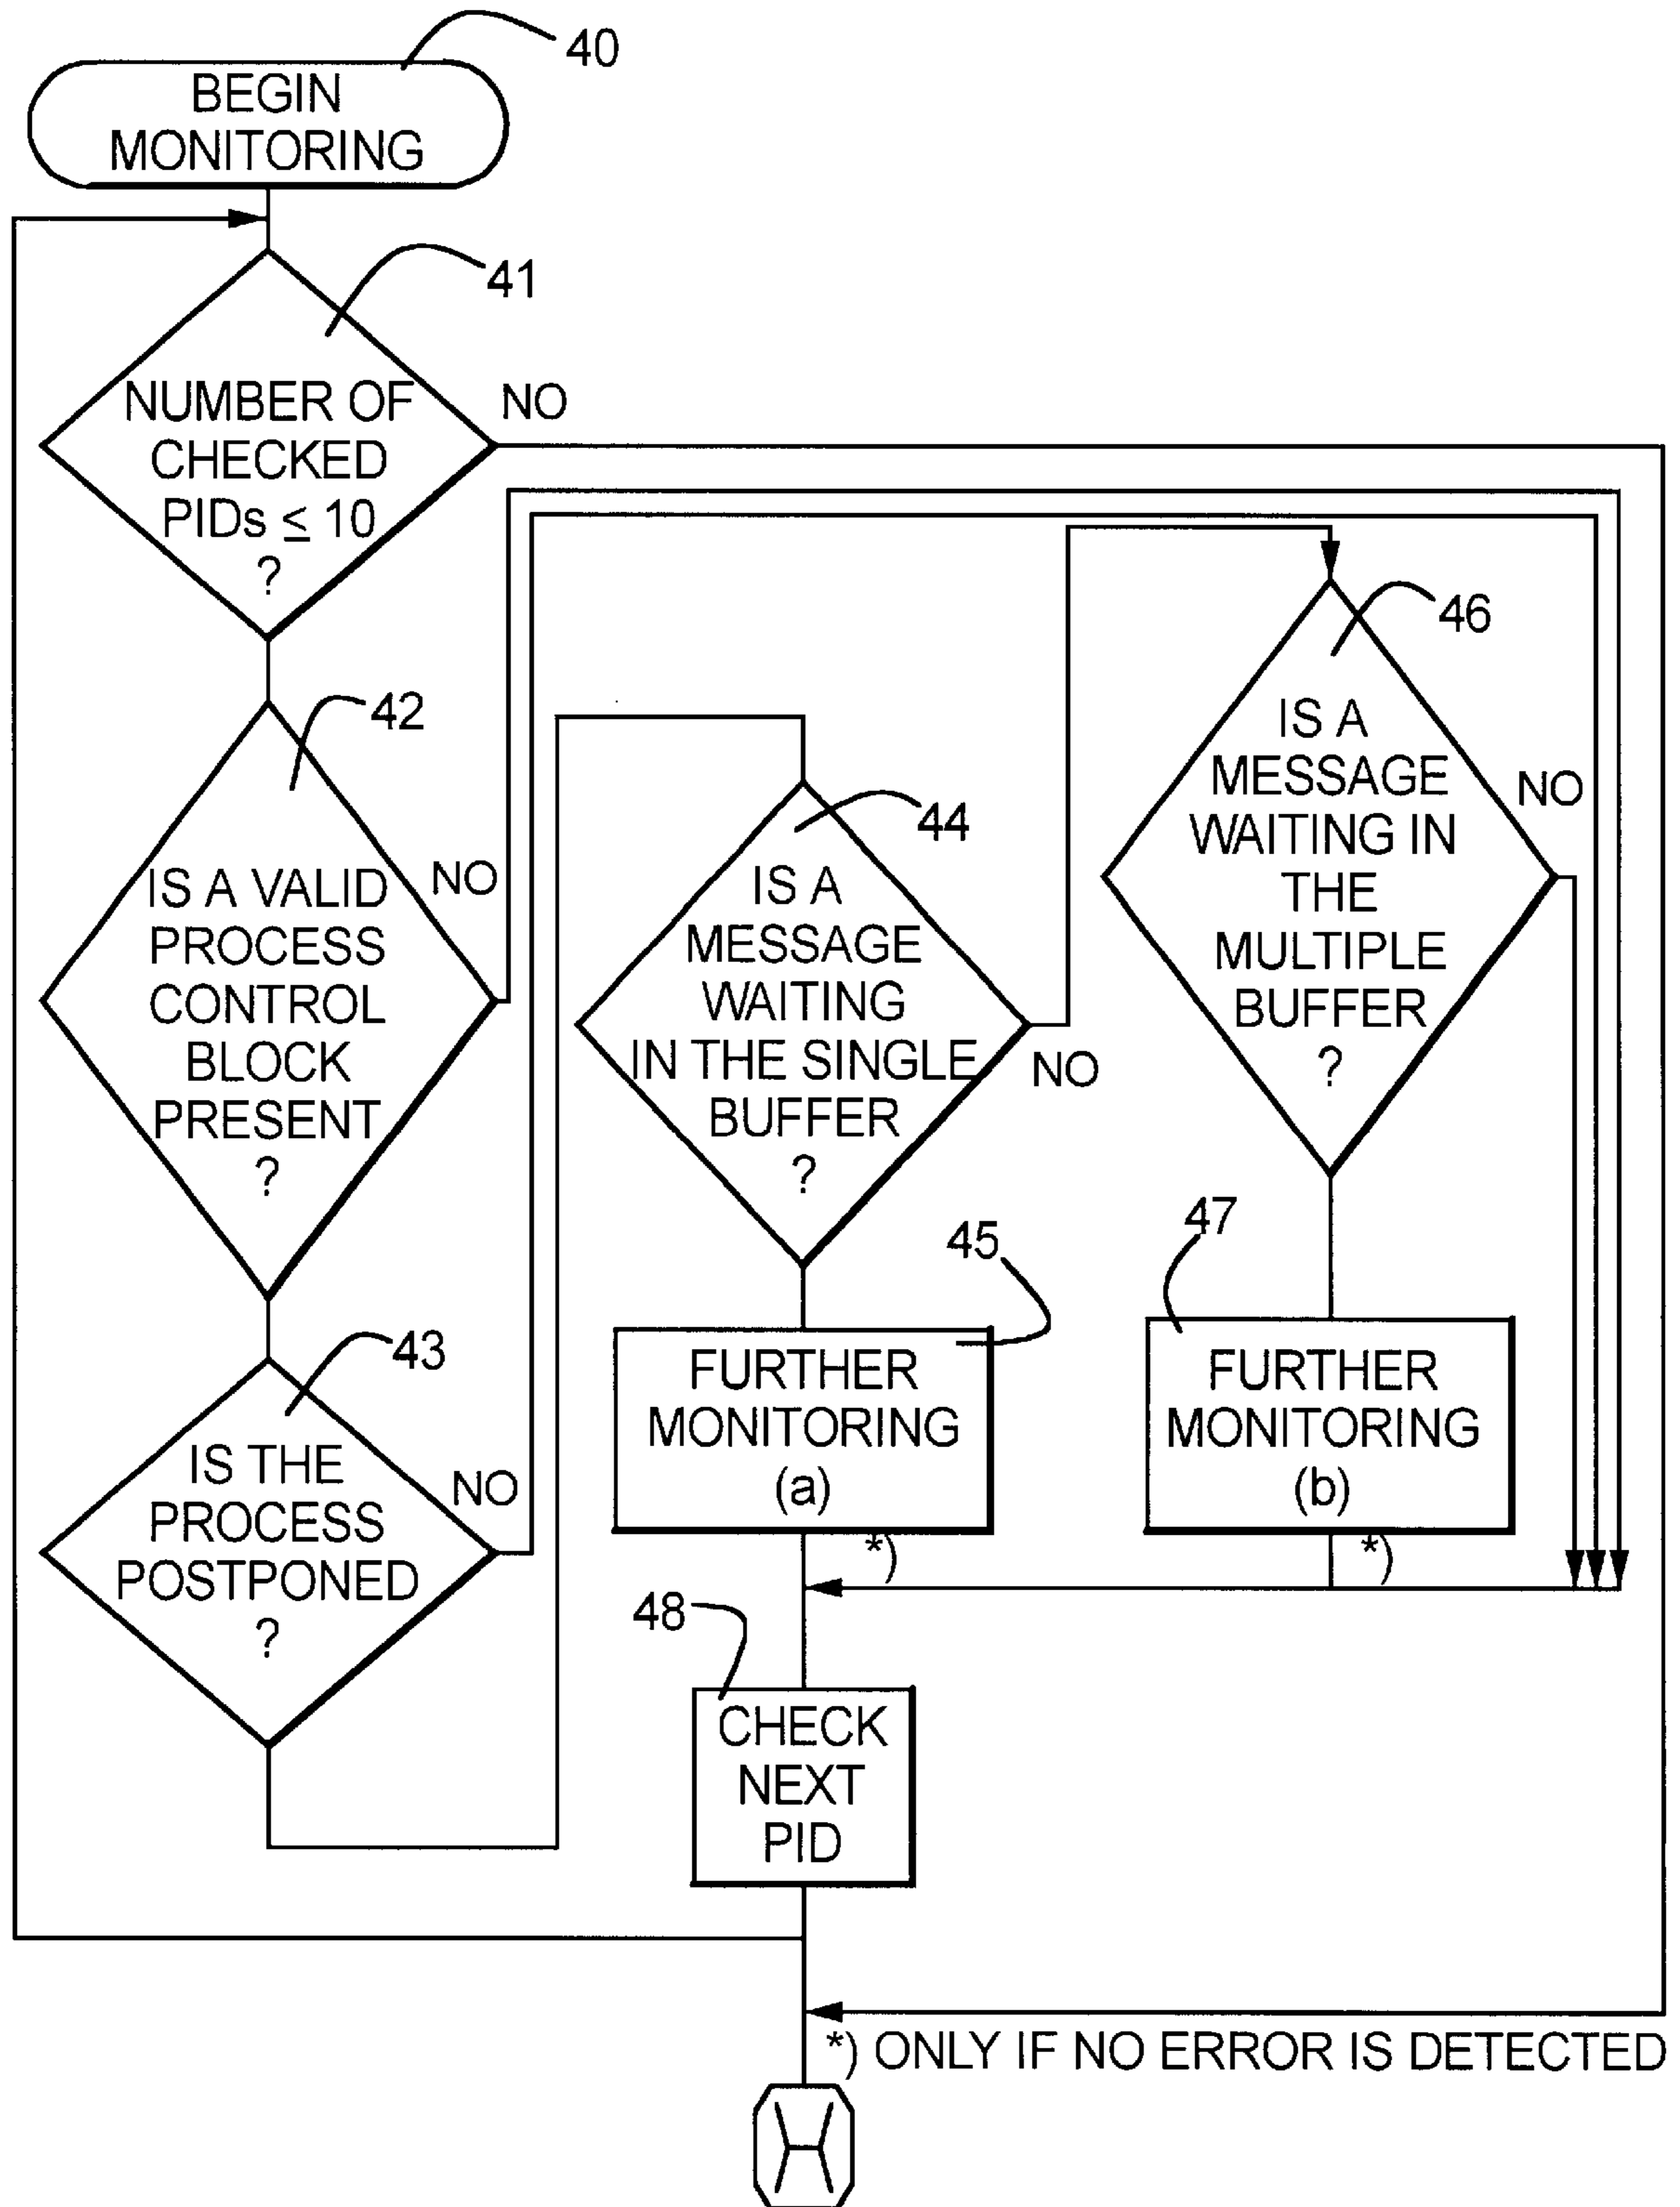 40
BEGIN
MONITORING
41
NUMBER OF
CHECKED
PIDs ≤ 10
?
NO
42
IS A VALID
PROCESS
CONTROL
BLOCK
PRESENT
?
NO
43
IS THE
PROCESS
POSTPONED
?
NO
44
IS A
MESSAGE
WAITING
IN THE SINGLE
BUFFER
?
NO
45
FURTHER
MONITORING
(a)
*)
46
IS A
MESSAGE
WAITING IN
THE
MULTIPLE
BUFFER
?
NO
47
FURTHER
MONITORING
(b)
*)
48
CHECK
NEXT
PID
*) ONLY IF NO ERROR IS DETECTED